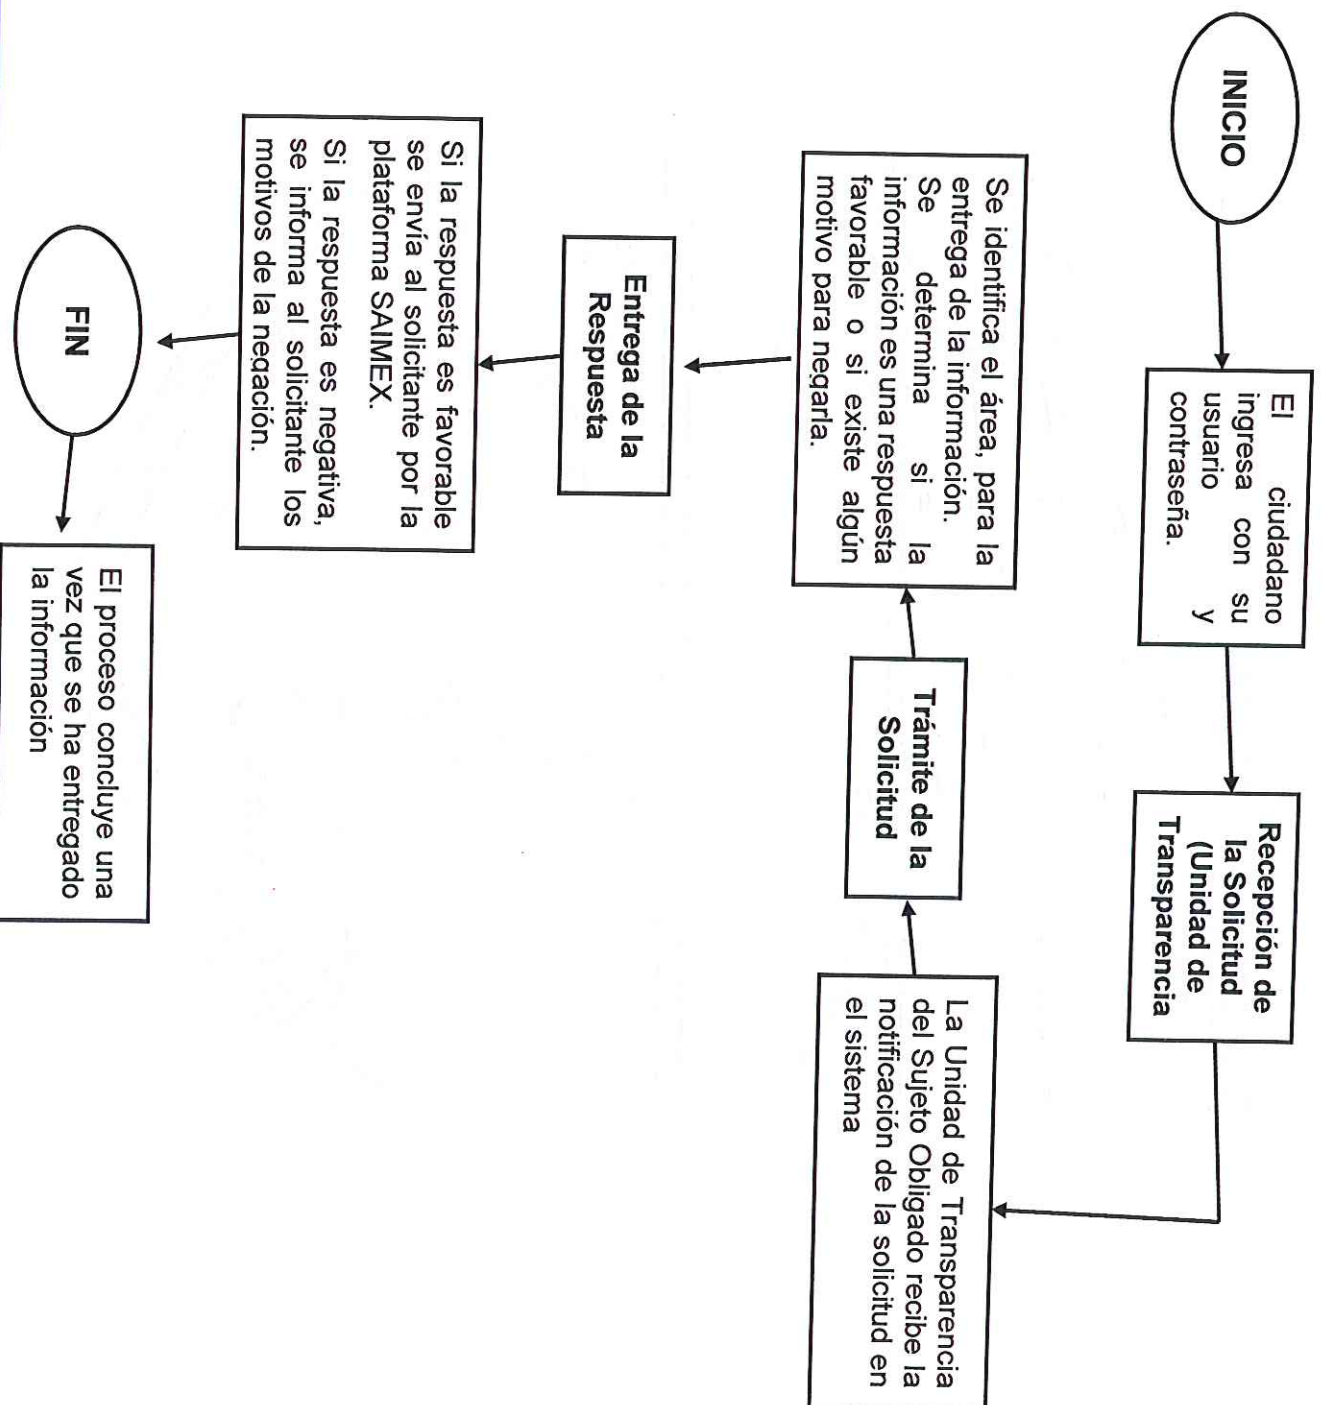 INICIO
El ciudadano
ingresa con su
usuario y
contraseña.
Recepción de
la Solicitud
(Unidad de
Transparencia
La Unidad de Transparencia
del Sujeto Obligado recibe la
notificación de la solicitud en
el sistema
Trámite de la
Solicitud
Se identifica el área, para la
entrega de la información.
Se determina si la
información es una respuesta
favorable o si existe algún
motivo para negarla.
Entrega de la
Respuesta
Si la respuesta es favorable
se envía al solicitante por la
plataforma SAIMEX.
Si la respuesta es negativa,
se informa al solicitante los
motivos de la negación.
FIN
El proceso concluye una
vez que se ha entregado
la información